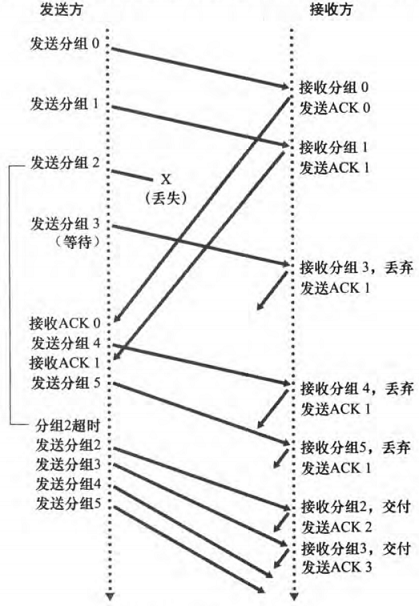 发送方
接收方
发送分组 0
接收分组 0
发送ACK 0
发送分组 1
接收分组 1
发送ACK 1
发送分组 2
X
(丢失)
发送分组 3
（等待）
接收分组 3，丢弃
发送ACK 1
接收ACK 0
发送分组 4
接收ACK 1
发送分组 5
接收分组 4，丢弃
发送ACK 1
分组2超时
发送分组2
发送分组3
发送分组4
发送分组5
接收分组5，丢弃
发送ACK 1
接收分组2，交付
发送ACK 2
接收分组3，交付
发送ACK 3